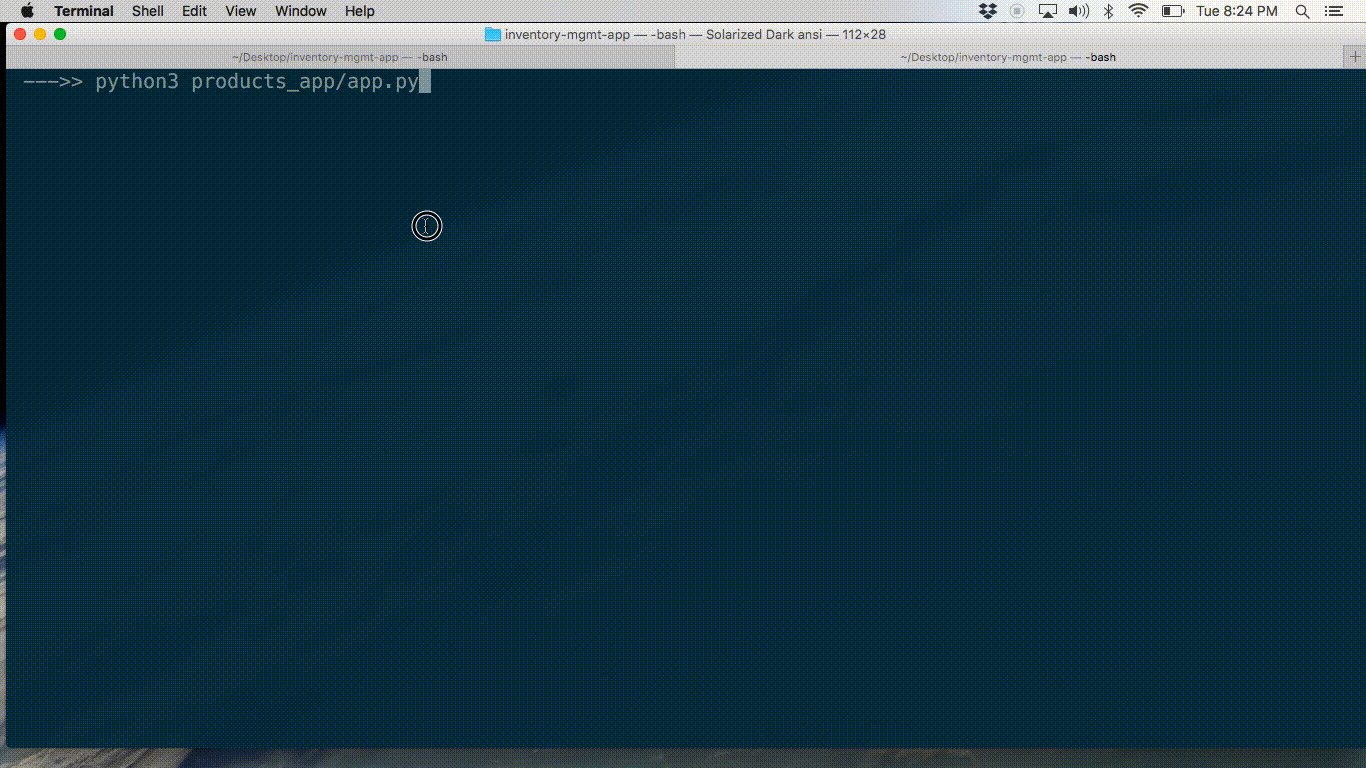 Terminal Shell Edit View Window Help Tue 8:24 PM
inventory-mgmt-app — -bash — Solarized Dark ansi — 112×28
~/Desktop/inventory-mgmt-app — -bash ~/Desktop/inventory-mgmt-app — -bash
--->> python3 products_app/app.py